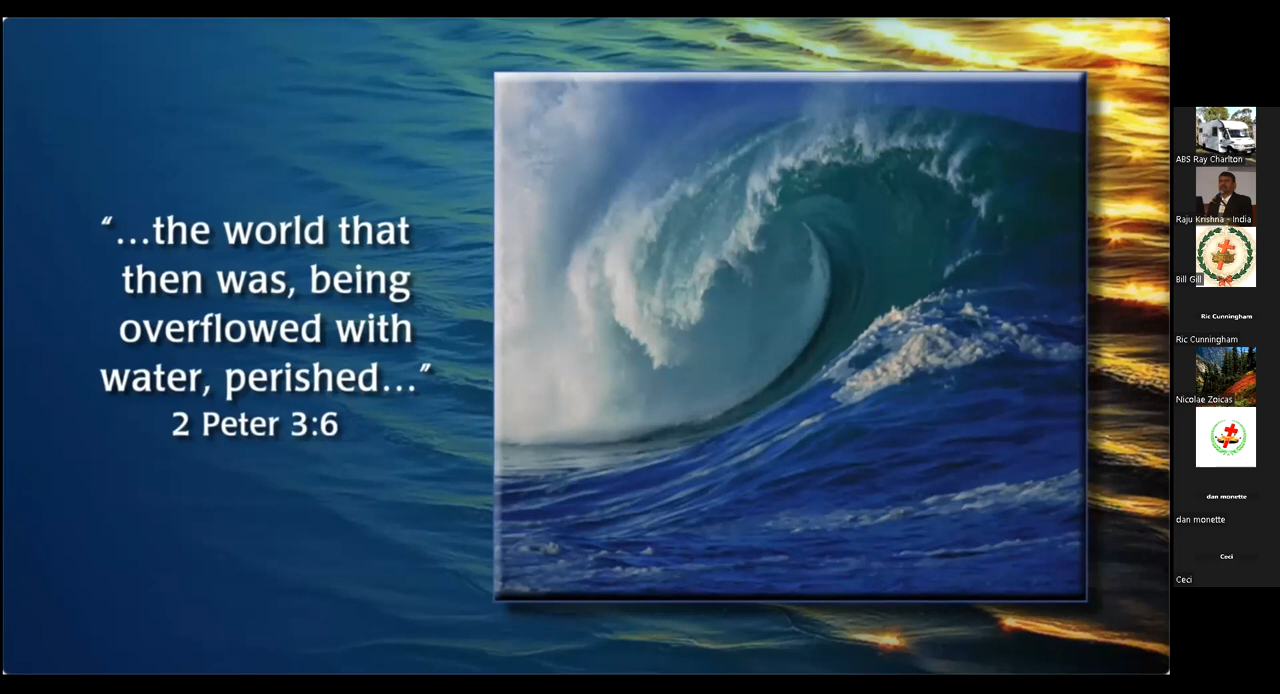 “…the world that
then was, being
overflowed with
water, perished…”
2 Peter 3:6
ABS Ray Charlton
Raju Krishna - India
Bill Gill
Ric Cunningham
Ric Cunningham
Nicolae Zoicas
dan monette
dan monette
Ceci
Ceci